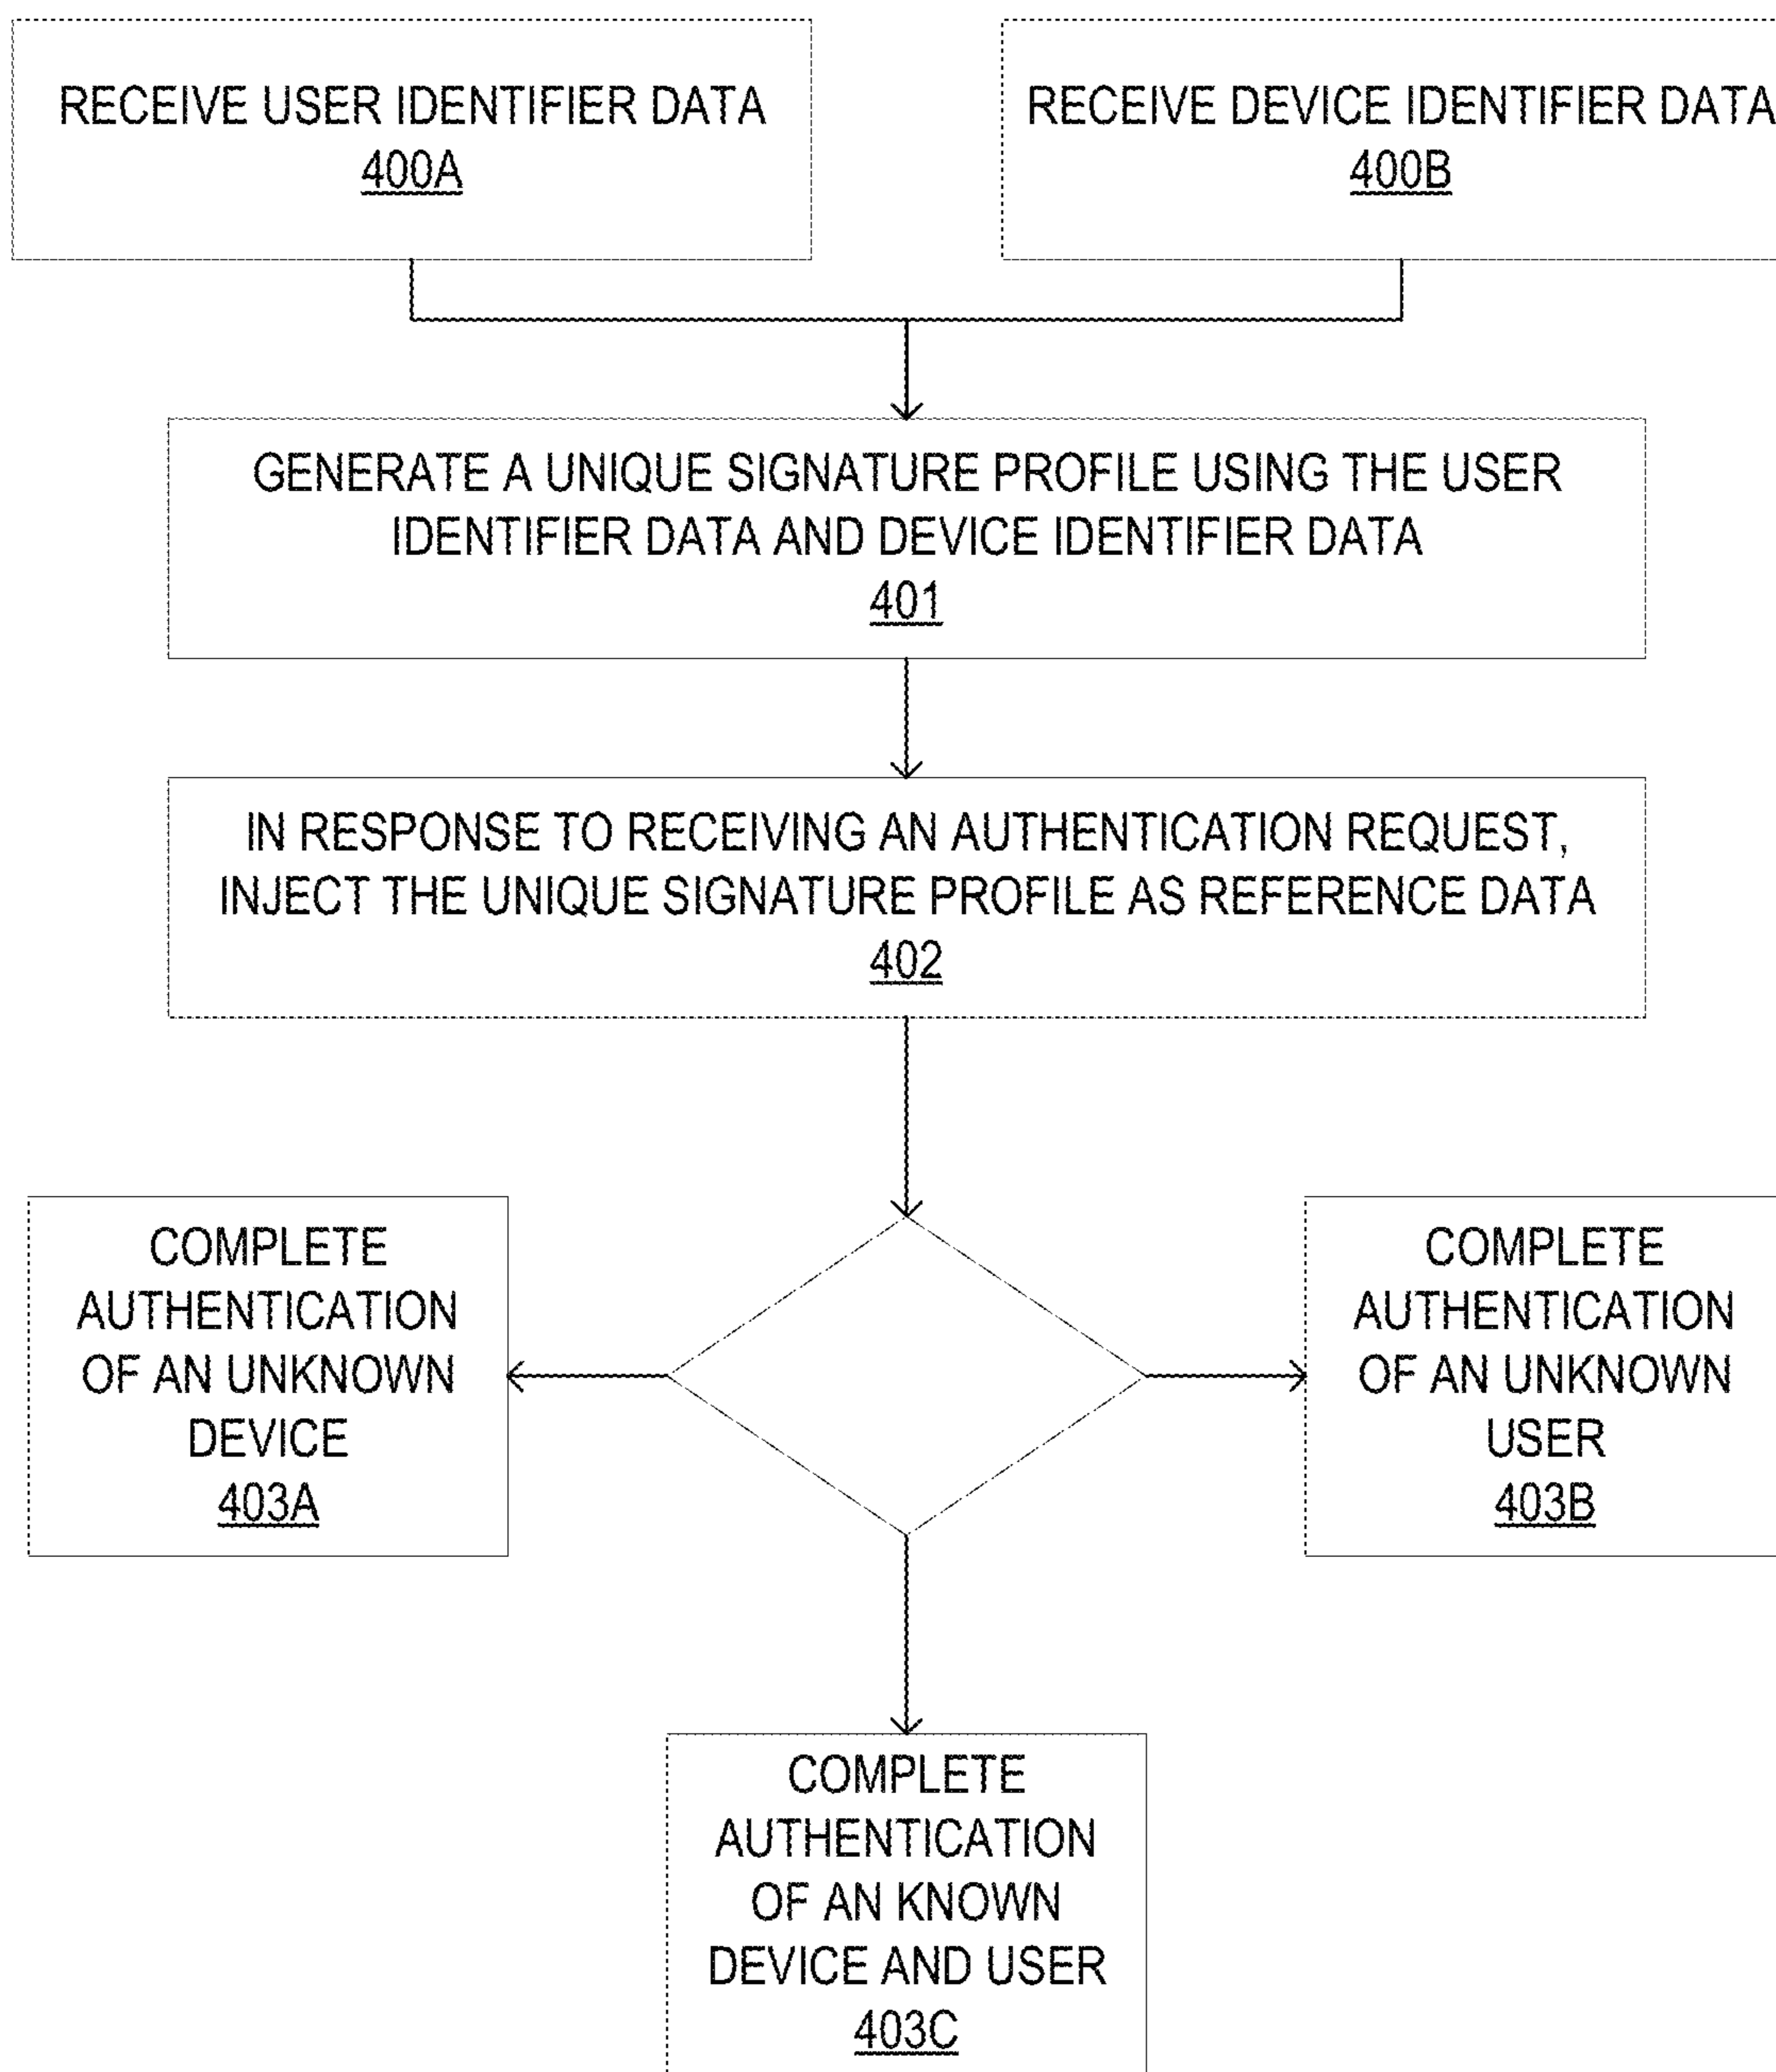 RECEIVE USER IDENTIFIER DATA
400A
RECEIVE DEVICE IDENTIFIER DATA
400B
GENERATE A UNIQUE SIGNATURE PROFILE USING THE USER
IDENTIFIER DATA AND DEVICE IDENTIFIER DATA
401
IN RESPONSE TO RECEIVING AN AUTHENTICATION REQUEST,
INJECT THE UNIQUE SIGNATURE PROFILE AS REFERENCE DATA
402
COMPLETE
AUTHENTICATION
OF AN UNKNOWN
DEVICE
403A
COMPLETE
AUTHENTICATION
OF AN UNKNOWN
USER
403B
COMPLETE
AUTHENTICATION
OF AN KNOWN
DEVICE AND USER
403C